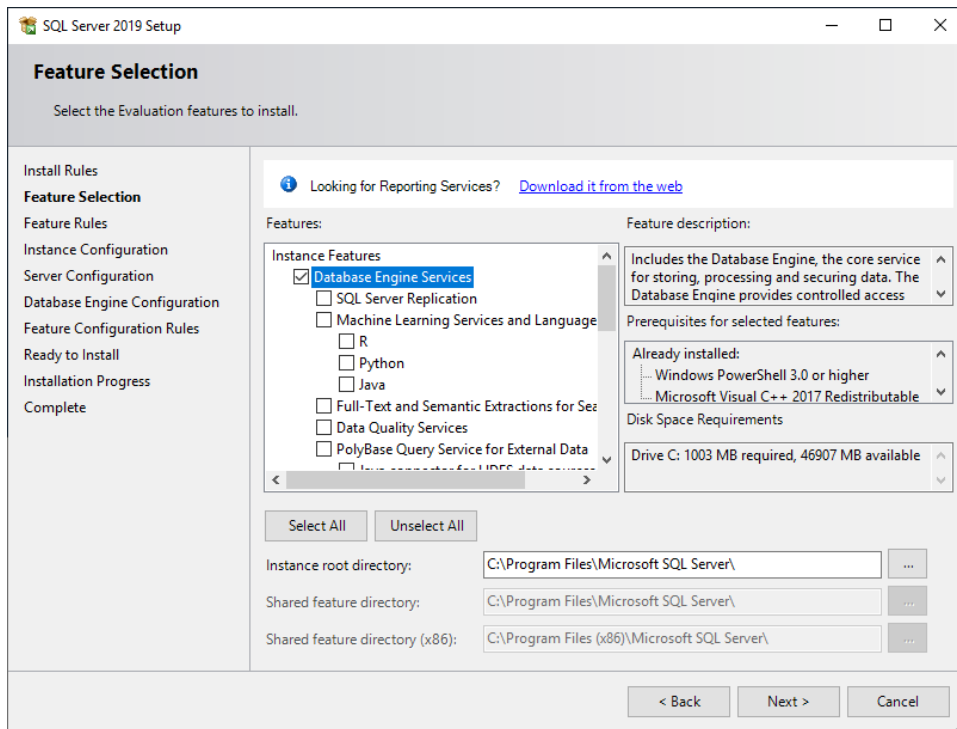 SQL Server 2019 Setup
Feature Selection
Select the Evaluation features to install.
Install Rules
Feature Selection
Feature Rules
Instance Configuration
Server Configuration
Database Engine Configuration
Feature Configuration Rules
Ready to Install
Installation Progress
Complete
Looking for Reporting Services? Download it from the web
Features:
Instance Features
Database Engine Services
SQL Server Replication
Machine Learning Services and Language
R
Python
Java
Full-Text and Semantic Extractions for Sea
Data Quality Services
PolyBase Query Service for External Data
Java connector for HDFS data sources
Feature description:
Includes the Database Engine, the core service
for storing, processing and securing data. The
Database Engine provides controlled access
Prerequisites for selected features:
Already installed:
Windows PowerShell 3.0 or higher
Microsoft Visual C++ 2017 Redistributable
Disk Space Requirements
Drive C: 1003 MB required, 46907 MB available
Select All
Unselect All
Instance root directory: C:\Program Files\Microsoft SQL Server\ ...
Shared feature directory: C:\Program Files\Microsoft SQL Server\ ...
Shared feature directory (x86): C:\Program Files (x86)\Microsoft SQL Server\ ...
< Back
Next >
Cancel